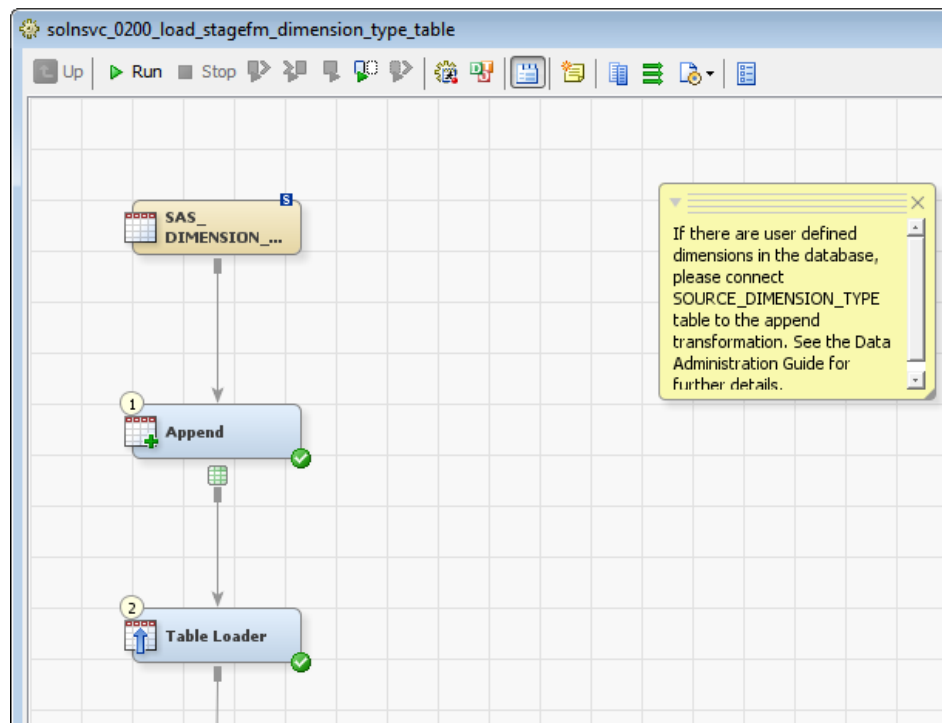 solnsvc_0200_load_stagefm_dimension_type_table
Up Run Stop
S
SAS_
DIMENSION_...
If there are user defined
dimensions in the database,
please connect
SOURCE_DIMENSION_TYPE
table to the append
transformation. See the Data
Administration Guide for
further details.
1
Append
2
Table Loader